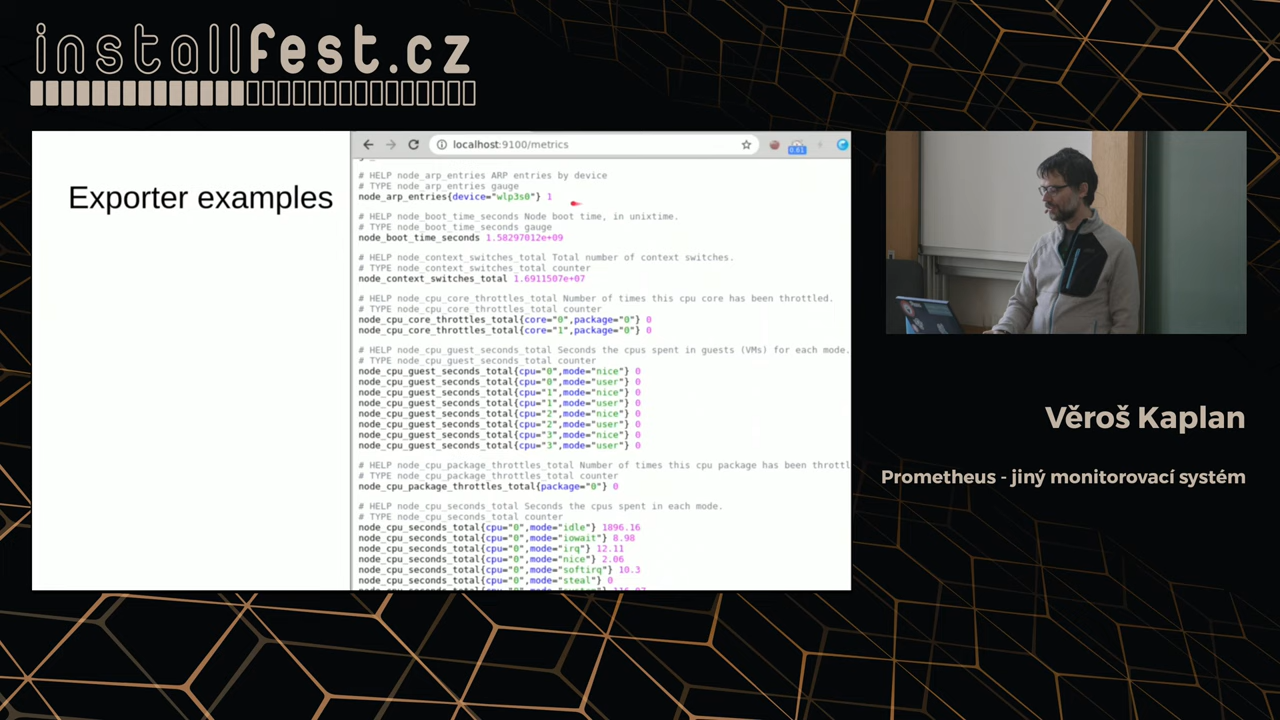 installfest.cz
Exporter examples
localhost:9100/metrics
0.61
# HELP node_arp_entries ARP entries by device
# TYPE node_arp_entries gauge
node_arp_entries{device="wlp3s0"} 1
# HELP node_boot_time_seconds Node boot time, in unixtime.
# TYPE node_boot_time_seconds gauge
node_boot_time_seconds 1.58297012e+09
# HELP node_context_switches_total Total number of context switches.
# TYPE node_context_switches_total counter
node_context_switches_total 1.6911507e+07
# HELP node_cpu_core_throttles_total Number of times this cpu core has been throttled.
# TYPE node_cpu_core_throttles_total counter
node_cpu_core_throttles_total{core="0",package="0"} 0
node_cpu_core_throttles_total{core="1",package="0"} 0
# HELP node_cpu_guest_seconds_total Seconds the cpus spent in guests (VMs) for each mode.
# TYPE node_cpu_guest_seconds_total counter
node_cpu_guest_seconds_total{cpu="0",mode="nice"} 0
node_cpu_guest_seconds_total{cpu="0",mode="user"} 0
node_cpu_guest_seconds_total{cpu="1",mode="nice"} 0
node_cpu_guest_seconds_total{cpu="1",mode="user"} 0
node_cpu_guest_seconds_total{cpu="2",mode="nice"} 0
node_cpu_guest_seconds_total{cpu="2",mode="user"} 0
node_cpu_guest_seconds_total{cpu="3",mode="nice"} 0
node_cpu_guest_seconds_total{cpu="3",mode="user"} 0
# HELP node_cpu_package_throttles_total Number of times this cpu package has been throttl
# TYPE node_cpu_package_throttles_total counter
node_cpu_package_throttles_total{package="0"} 0
# HELP node_cpu_seconds_total Seconds the cpus spent in each mode.
# TYPE node_cpu_seconds_total counter
node_cpu_seconds_total{cpu="0",mode="idle"} 1896.16
node_cpu_seconds_total{cpu="0",mode="iowait"} 8.98
node_cpu_seconds_total{cpu="0",mode="irq"} 12.11
node_cpu_seconds_total{cpu="0",mode="nice"} 2.06
node_cpu_seconds_total{cpu="0",mode="softirq"} 10.3
node_cpu_seconds_total{cpu="0",mode="steal"} 0
Věroš Kaplan
Prometheus - jiný monitorovací systém